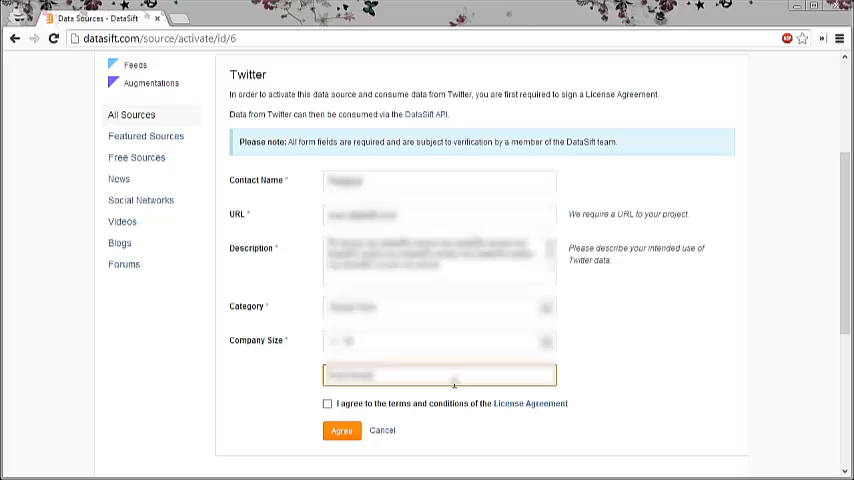 Data Sources - DataSift
datasift.com/source/activate/id/6
Feeds
Augmentations
All Sources
Featured Sources
Free Sources
News
Social Networks
Videos
Blogs
Forums
Twitter
In order to activate this data source and consume data from Twitter, you are first required to sign a License Agreement.
Data from Twitter can then be consumed via the DataSift API.
Please note: All form fields are required and are subject to verification by a member of the DataSift team.
Contact Name *
URL *
We require a URL to your project.
Description *
Please describe your intended use of
Twitter data.
Category *
Company Size *
I agree to the terms and conditions of the License Agreement
Agree Cancel